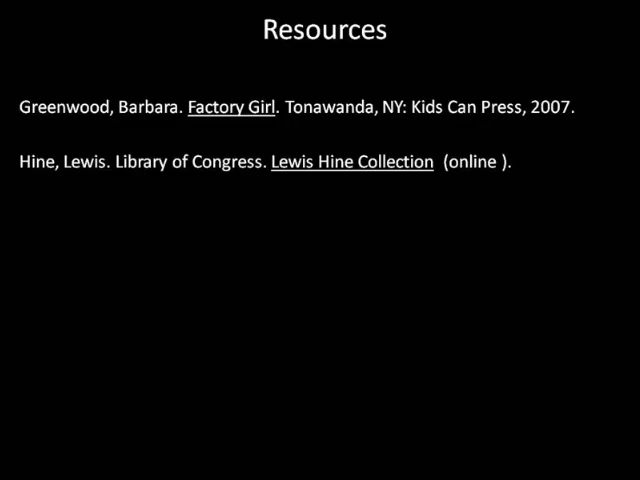 Resources
Greenwood, Barbara. Factory Girl. Tonawanda, NY: Kids Can Press, 2007.
Hine, Lewis. Library of Congress. Lewis Hine Collection (online ).